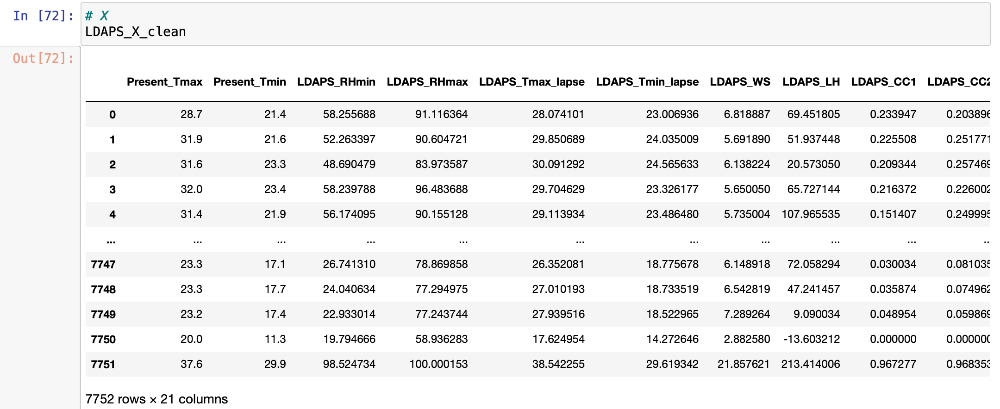 In [72]: # X
LDAPS_X_clean
Out[72]:
Present_Tmax Present_Tmin LDAPS_RHmin LDAPS_RHmax LDAPS_Tmax_lapse LDAPS_Tmin_lapse LDAPS_WS LDAPS_LH LDAPS_CC1 LDAPS_CC2
0 28.7 21.4 58.255688 91.116364 28.074101 23.006936 6.818887 69.451805 0.233947 0.203896
1 31.9 21.6 52.263397 90.604721 29.850689 24.035009 5.691890 51.937448 0.225508 0.251771
2 31.6 23.3 48.690479 83.973587 30.091292 24.565633 6.138224 20.573050 0.209344 0.257469
3 32.0 23.4 58.239788 96.483688 29.704629 23.326177 5.650050 65.727144 0.216372 0.226002
4 31.4 21.9 56.174095 90.155128 29.113934 23.486480 5.735004 107.965535 0.151407 0.249995
... ... ... ... ... ... ... ... ... ... ..
7747 23.3 17.1 26.741310 78.869858 26.352081 18.775678 6.148918 72.058294 0.030034 0.081035
7748 23.3 17.7 24.040634 77.294975 27.010193 18.733519 6.542819 47.241457 0.035874 0.074962
7749 23.2 17.4 22.933014 77.243744 27.939516 18.522965 7.289264 9.090034 0.048954 0.059869
7750 20.0 11.3 19.794666 58.936283 17.624954 14.272646 2.882580 -13.603212 0.000000 0.000000
7751 37.6 29.9 98.524734 100.000153 38.542255 29.619342 21.857621 213.414006 0.967277 0.968353
7752 rows × 21 columns